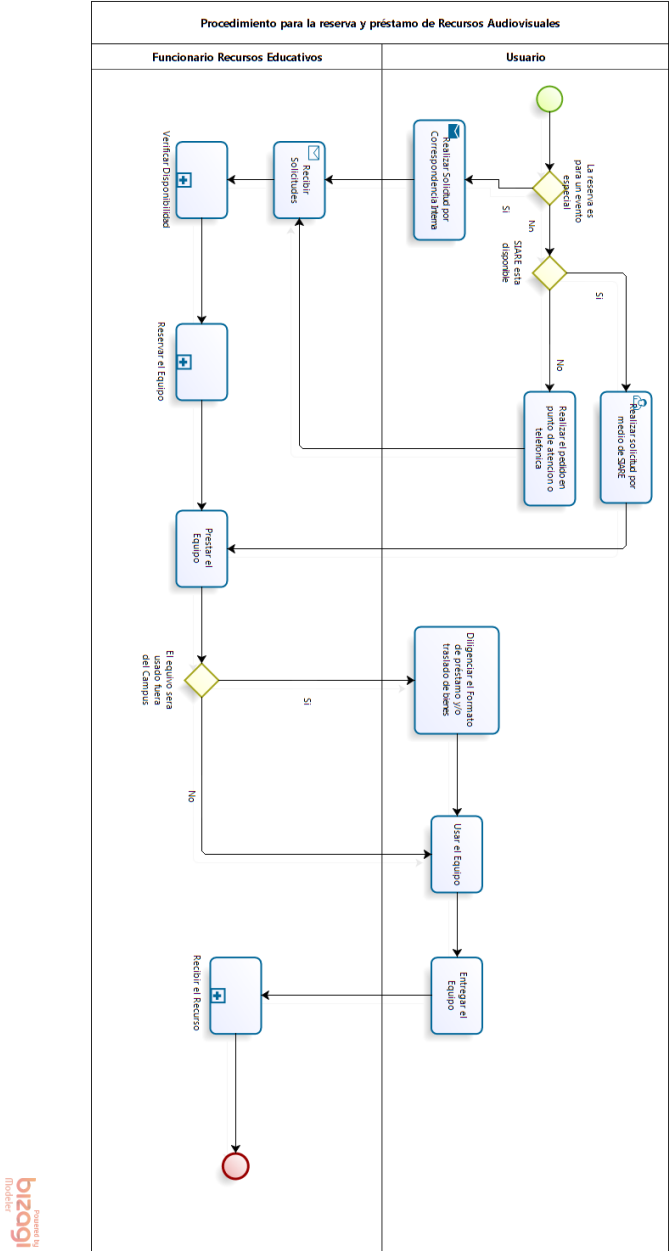 Procedimiento para la reserva y préstamo de Recursos Audiovisuales
Funcionario Recursos Educativos
Usuario
La reserva es
para un evento
especial
Si
No
Realizar Solicitud por
Correspondencia Interna
Recibir
Solicitudes
Verificar Disponibilidad
SIARE esta
disponible
Si
No
Reservar el Equipo
Realizar solicitud por
medio de SIARE
Realizar el pedido en
punto de atencion o
telefonica
Prestar el
Equipo
El equivo sera
usado fuera
del Campus
Si
No
Diligenciar el Formato
de préstamo y/o
traslado de bienes
Usar el Equipo
Entregar el
Equipo
Recibir el Recurso
Powered by
bizagi
Modeler